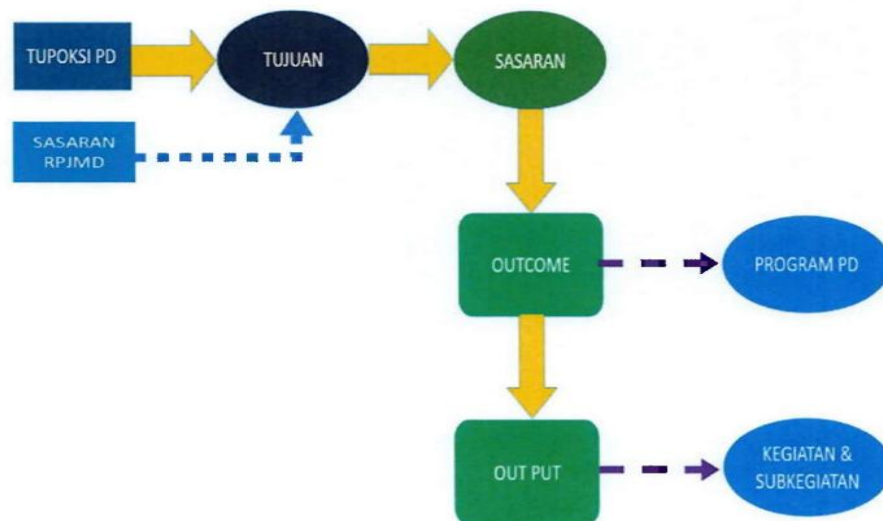 TUPOKSI PD
TUJUAN
SASARAN
SASARAN
RPJMD
OUTCOME
PROGRAM PD
OUT PUT
KEGIATAN &
SUBKEGIATAN